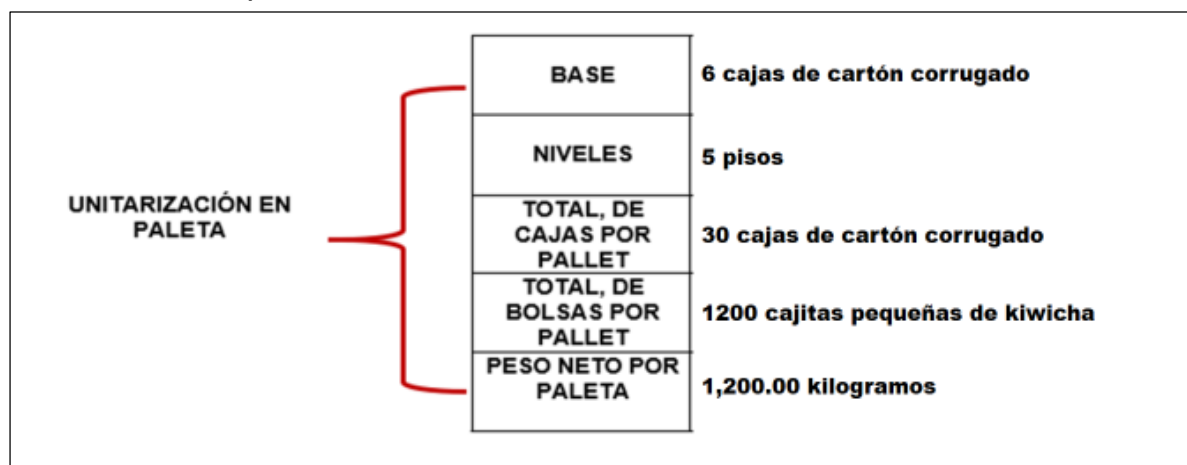 BASE
6 cajas de cartón corrugado
NIVELES
5 pisos
UNITARIZACIÓN EN
PALETA
TOTAL, DE
CAJAS POR
PALLET
30 cajas de cartón corrugado
TOTAL, DE
BOLSAS POR
PALLET
1200 cajitas pequeñas de kiwicha
PESO NETO POR
PALETA
1,200.00 kilogramos